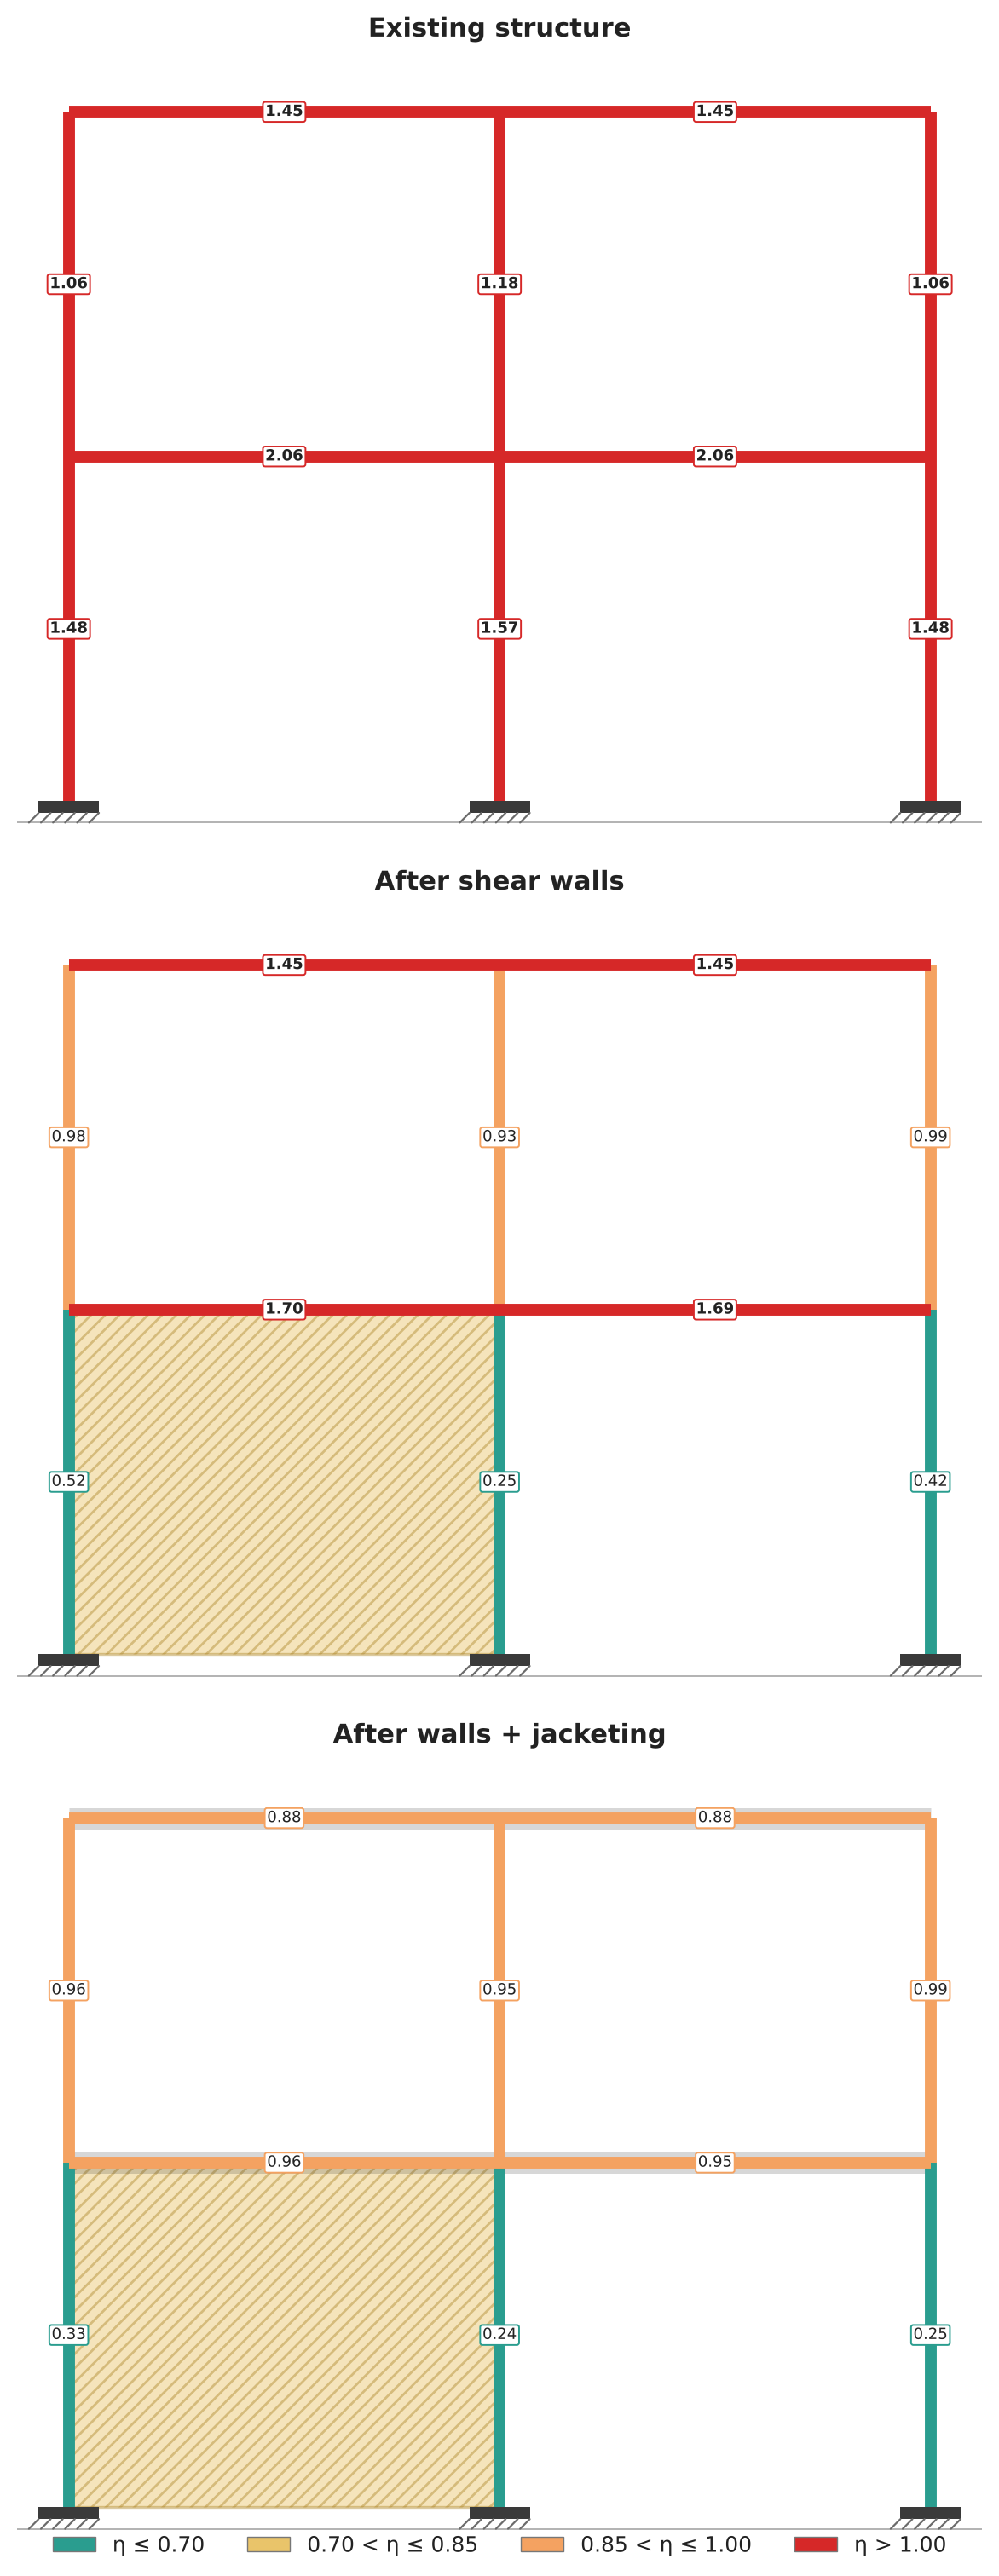 Existing structure
1.45 1.45
1.06 1.18 1.06
2.06 2.06
1.48 1.57 1.48
After shear walls
1.45 1.45
0.98 0.93 0.99
1.70 1.69
0.52 0.25 0.42
After walls + jacketing
0.88 0.88
0.96 0.95 0.99
0.96 0.95
0.33 0.24 0.25
η ≤ 0.70 0.70 < η ≤ 0.85 0.85 < η ≤ 1.00 η > 1.00